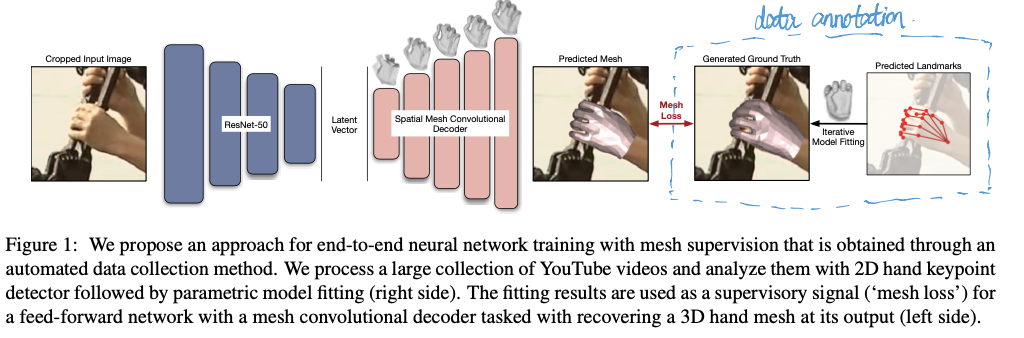 data annotation.
Cropped Input Image
ResNet-50
Latent
Vector
Spatial Mesh Convolutional
Decoder
Predicted Mesh
Mesh
Loss
Generated Ground Truth
Iterative
Model Fitting
Predicted Landmarks
Figure 1: We propose an approach for end-to-end neural network training with mesh supervision that is obtained through an
automated data collection method. We process a large collection of YouTube videos and analyze them with 2D hand keypoint
detector followed by parametric model fitting (right side). The fitting results are used as a supervisory signal (‘mesh loss’) for
a feed-forward network with a mesh convolutional decoder tasked with recovering a 3D hand mesh at its output (left side).